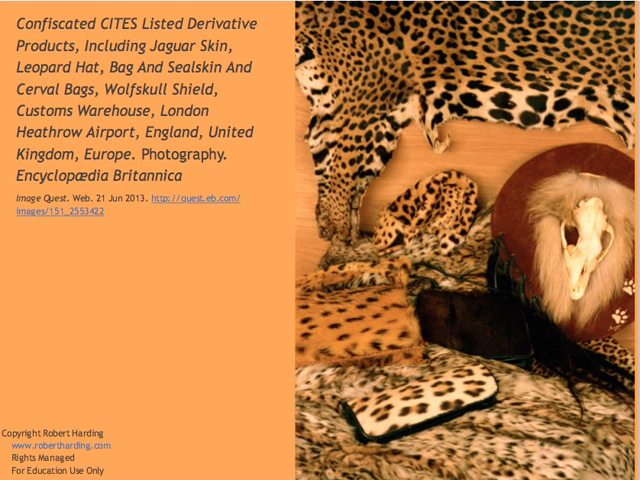 Confiscated CITES Listed Derivative
Products, Including Jaguar Skin,
Leopard Hat, Bag And Sealskin And
Cerval Bags, Wolfskull Shield,
Customs Warehouse, London
Heathrow Airport, England, United
Kingdom, Europe. Photography.
Encyclopædia Britannica
Image Quest. Web. 21 Jun 2013. http://quest.eb.com/
images/151_2553422
Copyright Robert Harding
www.robertharding.com
Rights Managed
For Education Use Only